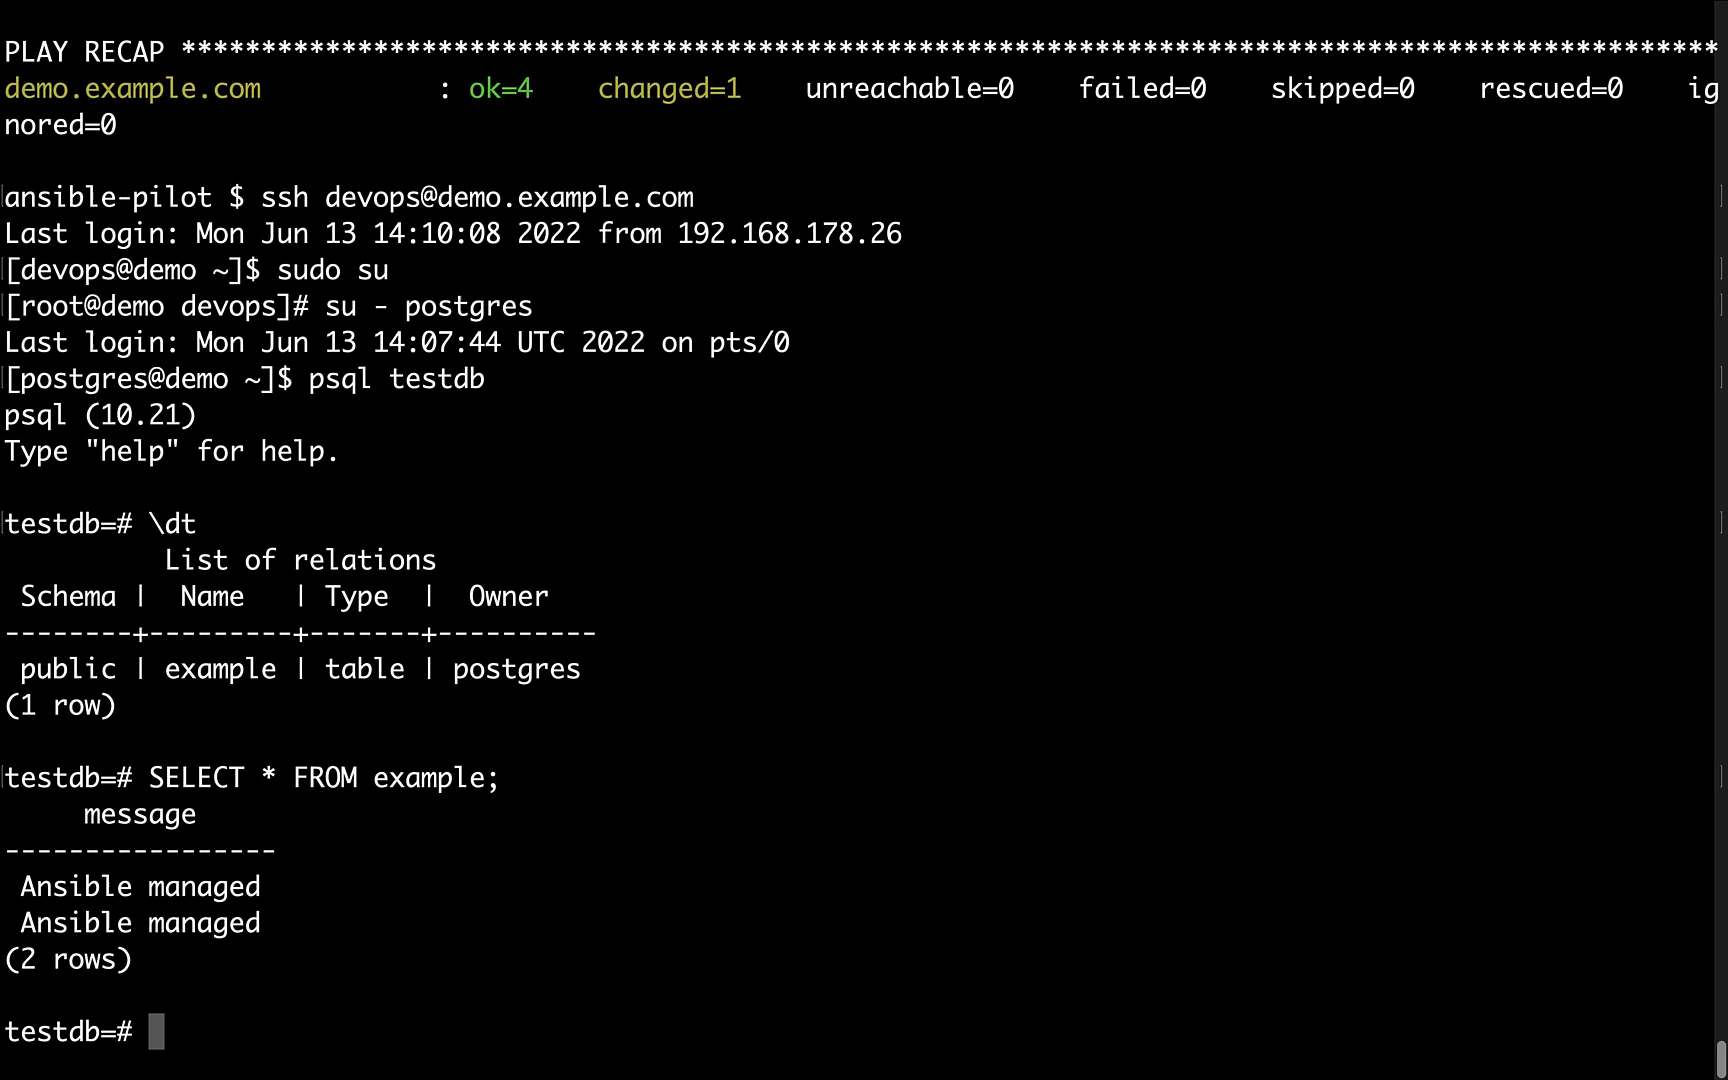 PLAY RECAP ************************************************************************************************
demo.example.com           : ok=4    changed=1    unreachable=0    failed=0    skipped=0    rescued=0    ig
nored=0
ansible-pilot $ ssh devops@demo.example.com
Last login: Mon Jun 13 14:10:08 2022 from 192.168.178.26
[devops@demo ~]$ sudo su
[root@demo devops]# su - postgres
Last login: Mon Jun 13 14:07:44 UTC 2022 on pts/0
[postgres@demo ~]$ psql testdb
psql (10.21)
Type "help" for help.
testdb=# \dt
          List of relations
 Schema |  Name   | Type  |  Owner
--------+---------+-------+----------
 public | example | table | postgres
(1 row)
testdb=# SELECT * FROM example;
     message
-----------------
 Ansible managed
 Ansible managed
(2 rows)
testdb=#